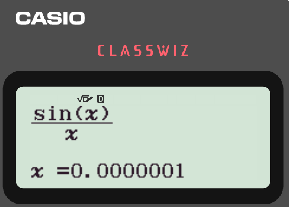 CASIO
CLASSWIZ
√▫/ D
sin(x)
x
x =0.0000001